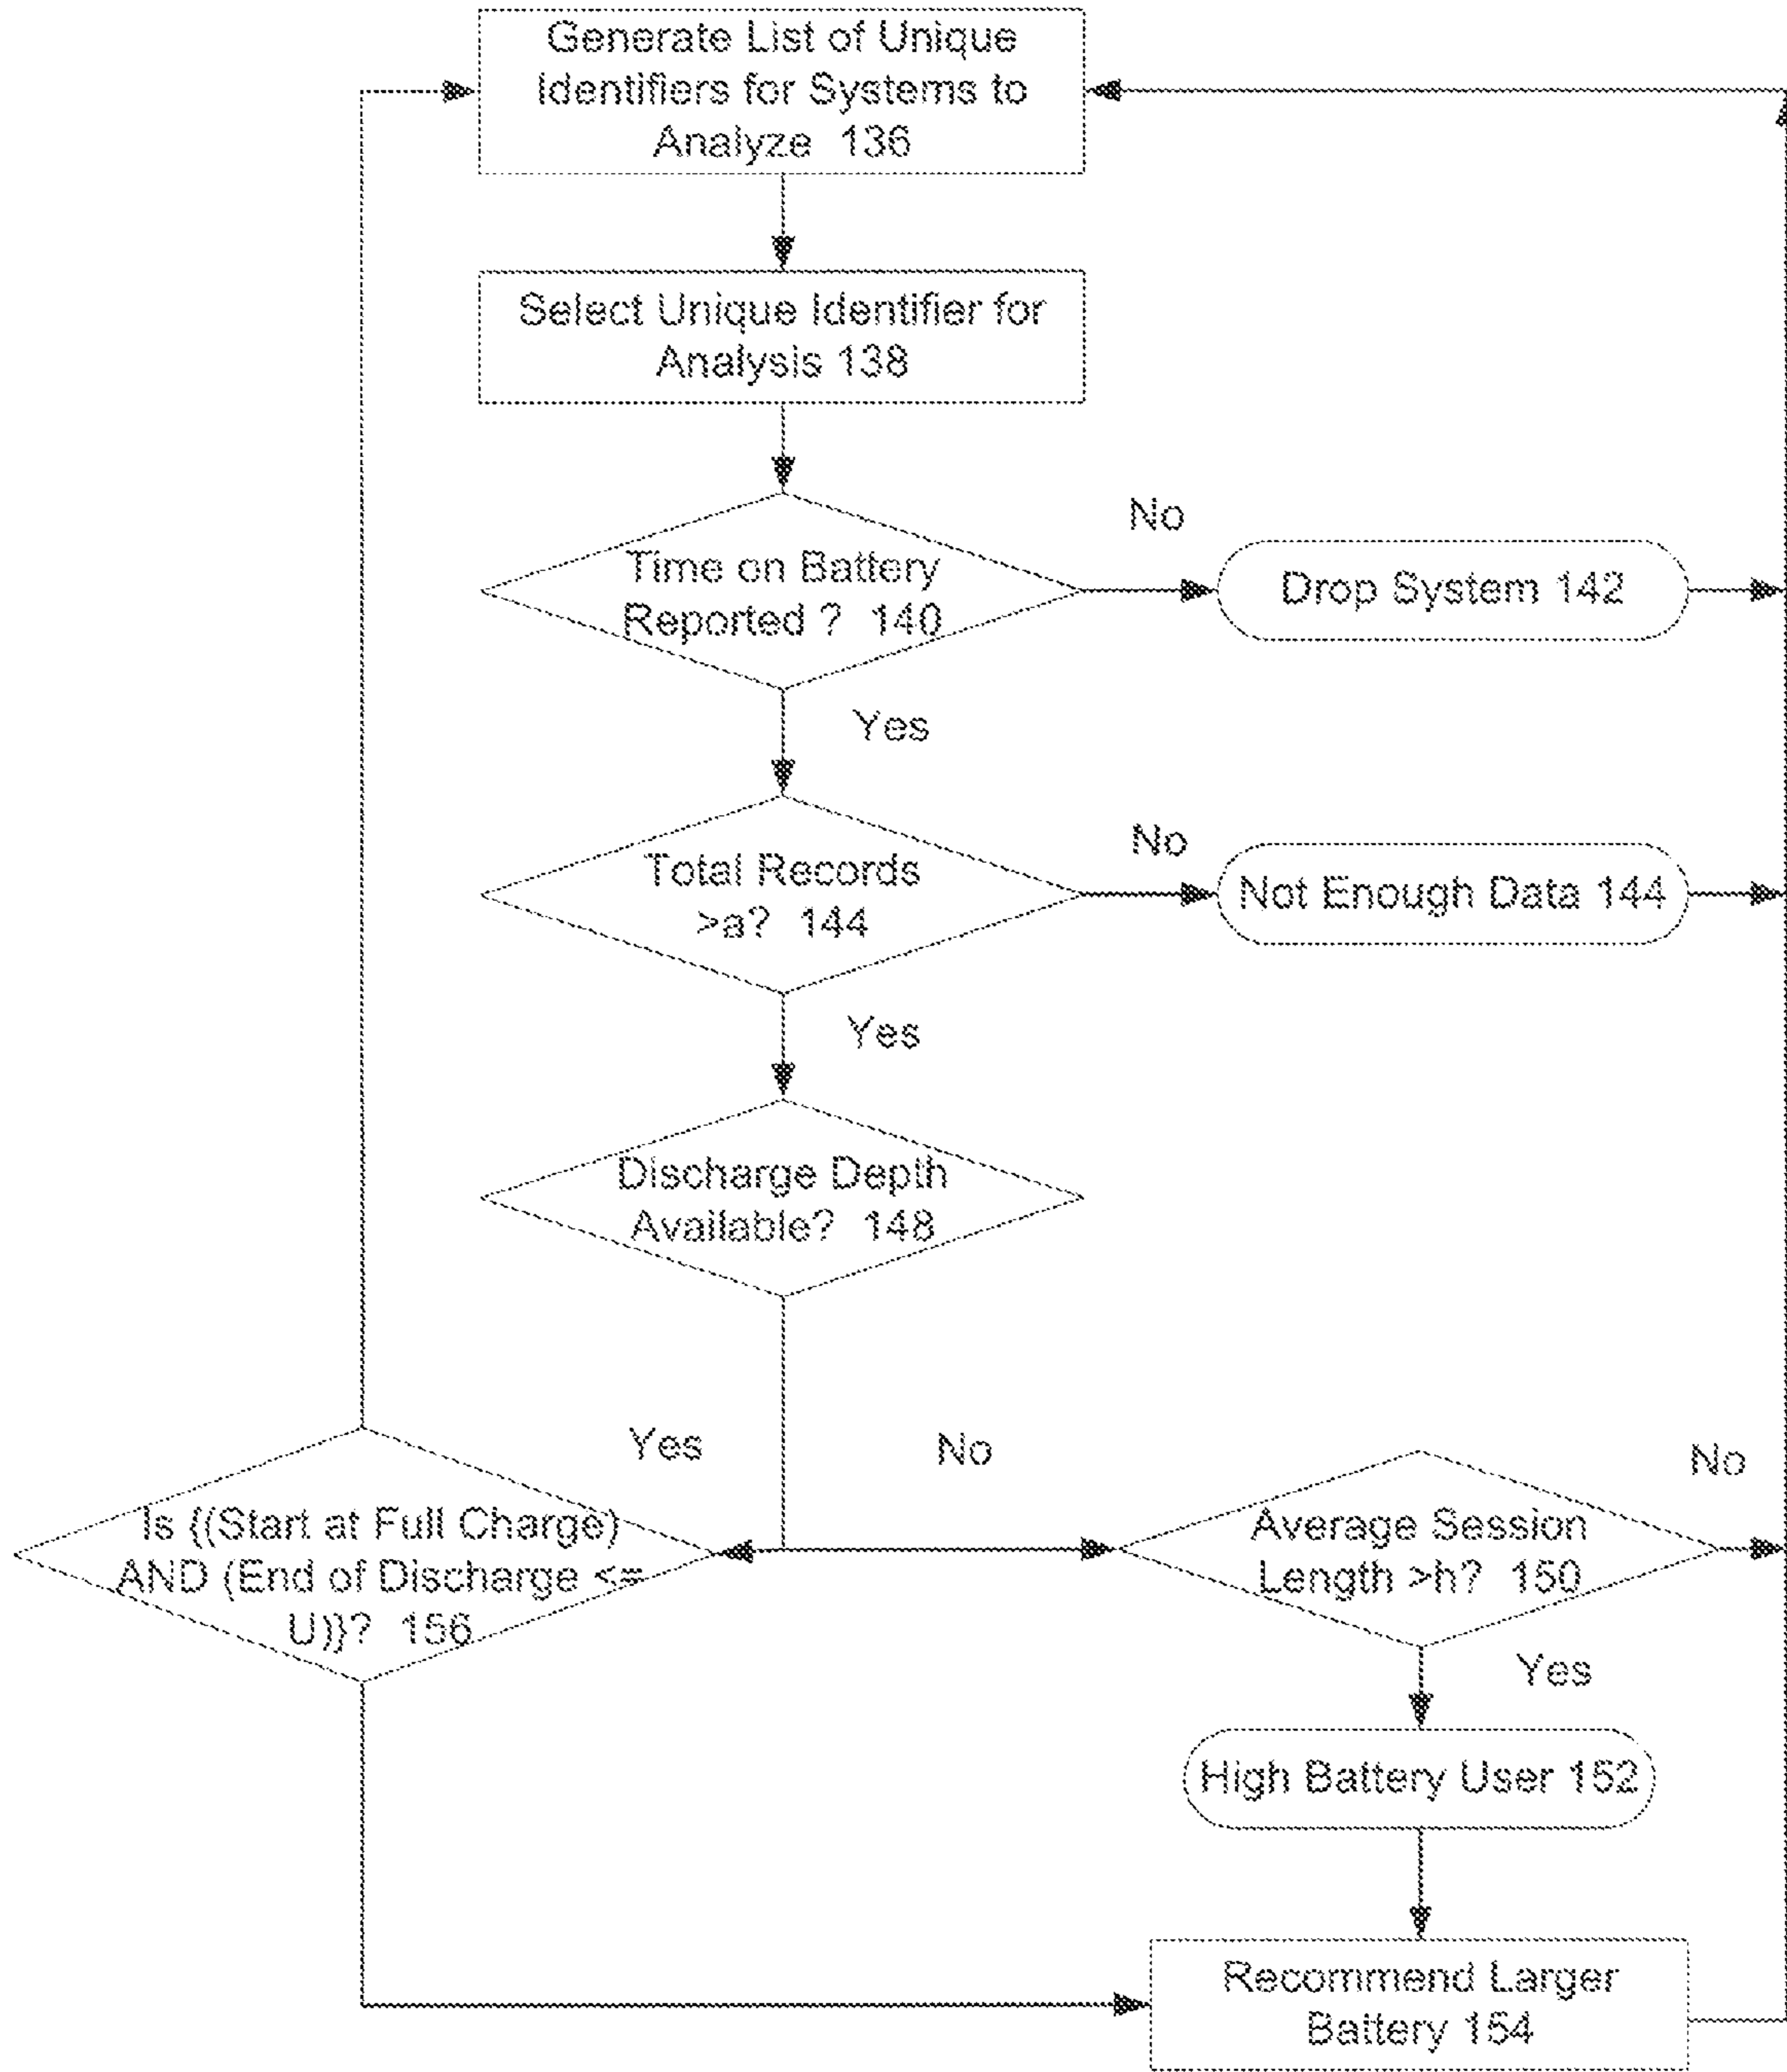 Generate List of Unique
Identifiers for Systems to
Analyze 136
Select Unique Identifier for
Analysis 138
No
Time on Battery
Reported ? 140
Drop System 142
Yes
Total Records
>a? 144
No
Not Enough Data 144
Yes
Discharge Depth
Available? 148
Yes
No
No
Is {(Start at Full Charge)
AND (End of Discharge <=
U)}? 156
Average Session
Length >h? 150
Yes
High Battery User 152
Recommend Larger
Battery 154